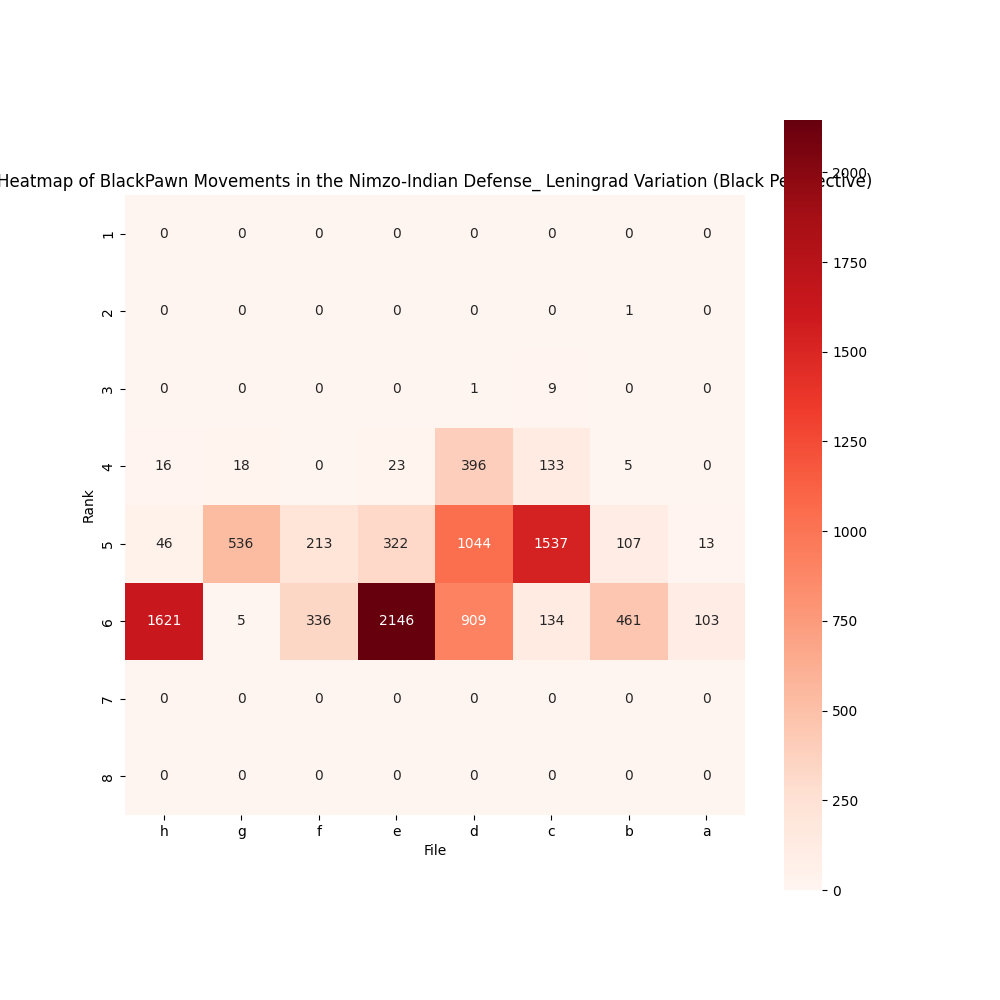 Heatmap of BlackPawn Movements in the Nimzo-Indian Defense_ Leningrad Variation (Black Pe ective)
1 0 0 0 0 0 0 0 0
2 0 0 0 0 0 0 1 0
3 0 0 0 0 1 9 0 0
4 16 18 0 23 396 133 5 0
5 46 536 213 322 1044 1537 107 13
6 1621 5 336 2146 909 134 461 103
7 0 0 0 0 0 0 0 0
8 0 0 0 0 0 0 0 0
h g f e d c b a
File
Rank
2000
1750
1500
1250
1000
750
500
250
0